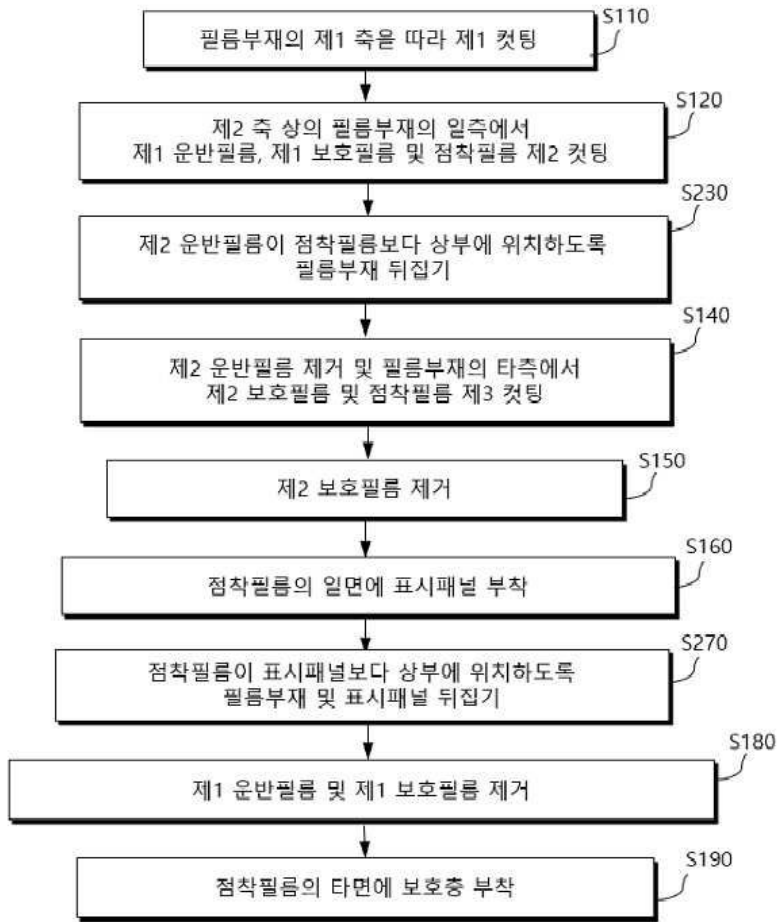 S110
필름부재의 제1 축을 따라 제1 컷팅
S120
제2 축 상의 필름부재의 일측에서
제1 운반필름, 제1 보호필름 및 점착필름 제2 컷팅
S230
제2 운반필름이 점착필름보다 상부에 위치하도록
필름부재 뒤집기
S140
제2 운반필름 제거 및 필름부재의 타측에서
제2 보호필름 및 점착필름 제3 컷팅
S150
제2 보호필름 제거
S160
점착필름의 일면에 표시패널 부착
S270
점착필름이 표시패널보다 상부에 위치하도록
필름부재 및 표시패널 뒤집기
S180
제1 운반필름 및 제1 보호필름 제거
S190
점착필름의 타면에 보호층 부착